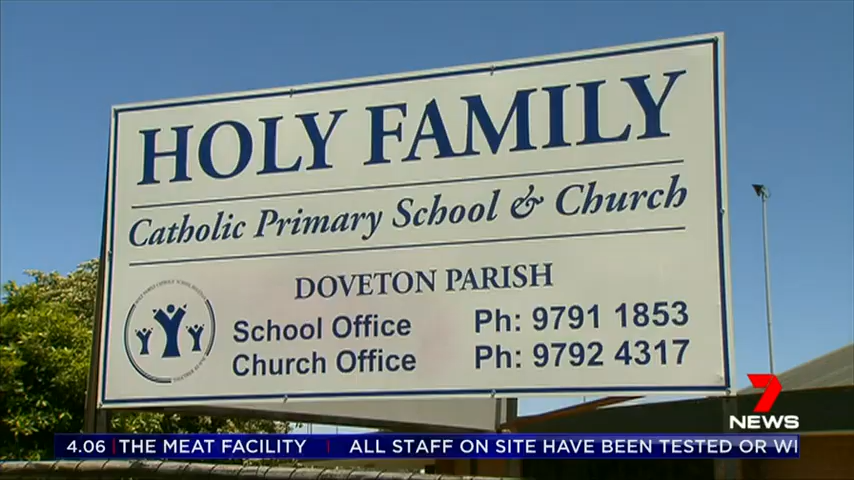 HOLY FAMILY
Catholic Primary School & Church
DOVETON PARISH
School Office Ph: 9791 1853
Church Office Ph: 9792 4317
7
NEWS
4.06 THE MEAT FACILITY ALL STAFF ON SITE HAVE BEEN TESTED OR WI